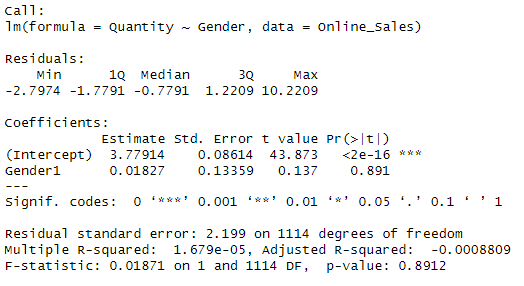 Call:
lm(formula = Quantity ~ Gender, data = Online_Sales)
Residuals:
    Min      1Q  Median      3Q     Max
-2.7974 -1.7791 -0.7791  1.2209 10.2209
Coefficients:
            Estimate Std. Error t value Pr(>|t|)
(Intercept)  3.77914    0.08614  43.873   <2e-16 ***
Gender1      0.01827    0.13359   0.137    0.891
---
Signif. codes:  0 ‘***’ 0.001 ‘**’ 0.01 ‘*’ 0.05 ‘.’ 0.1 ‘ ’ 1
Residual standard error: 2.199 on 1114 degrees of freedom
Multiple R-squared:  1.679e-05, Adjusted R-squared:  -0.0008809
F-statistic: 0.01871 on 1 and 1114 DF,  p-value: 0.8912